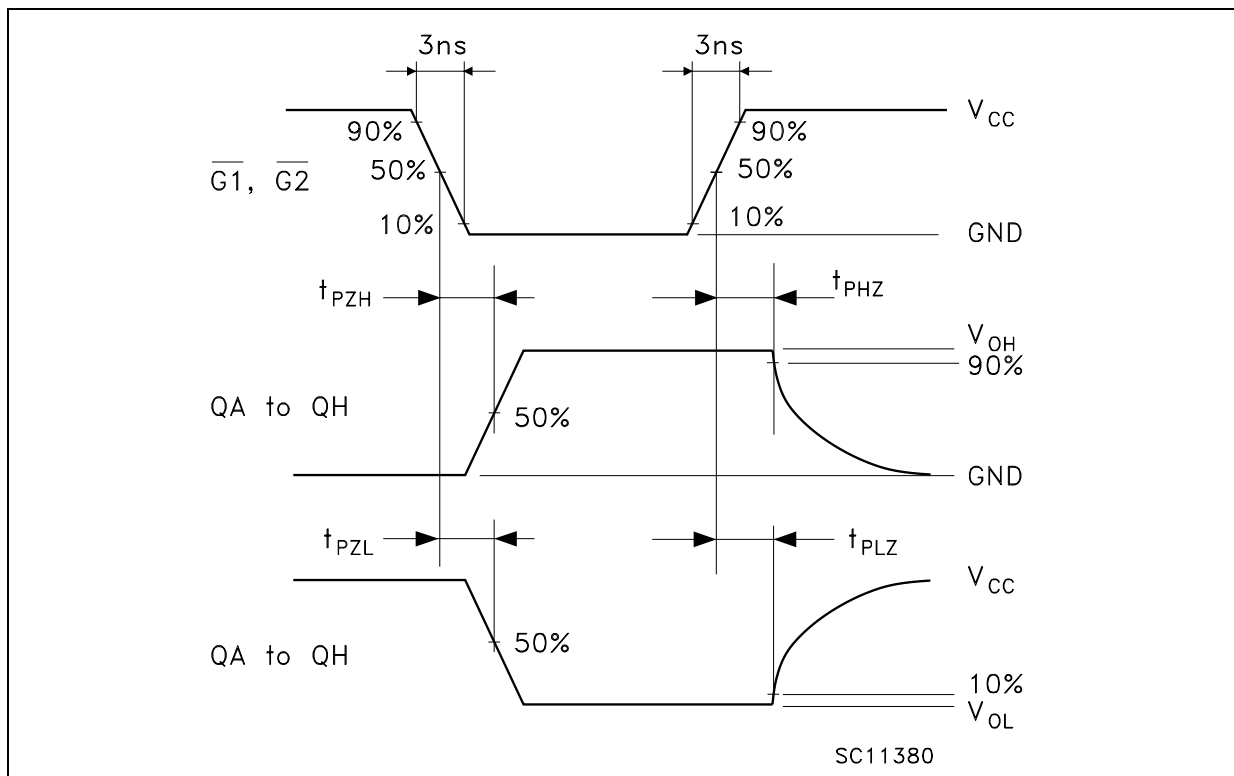 3ns 3ns
V_CC
90% 90%
G1, G2 50% 50%
10% 10%
GND
t_PZH t_PHZ
V_OH
90%
QA to QH 50%
GND
t_PZL t_PLZ
V_CC
50%
QA to QH
10%
V_OL
SC11380